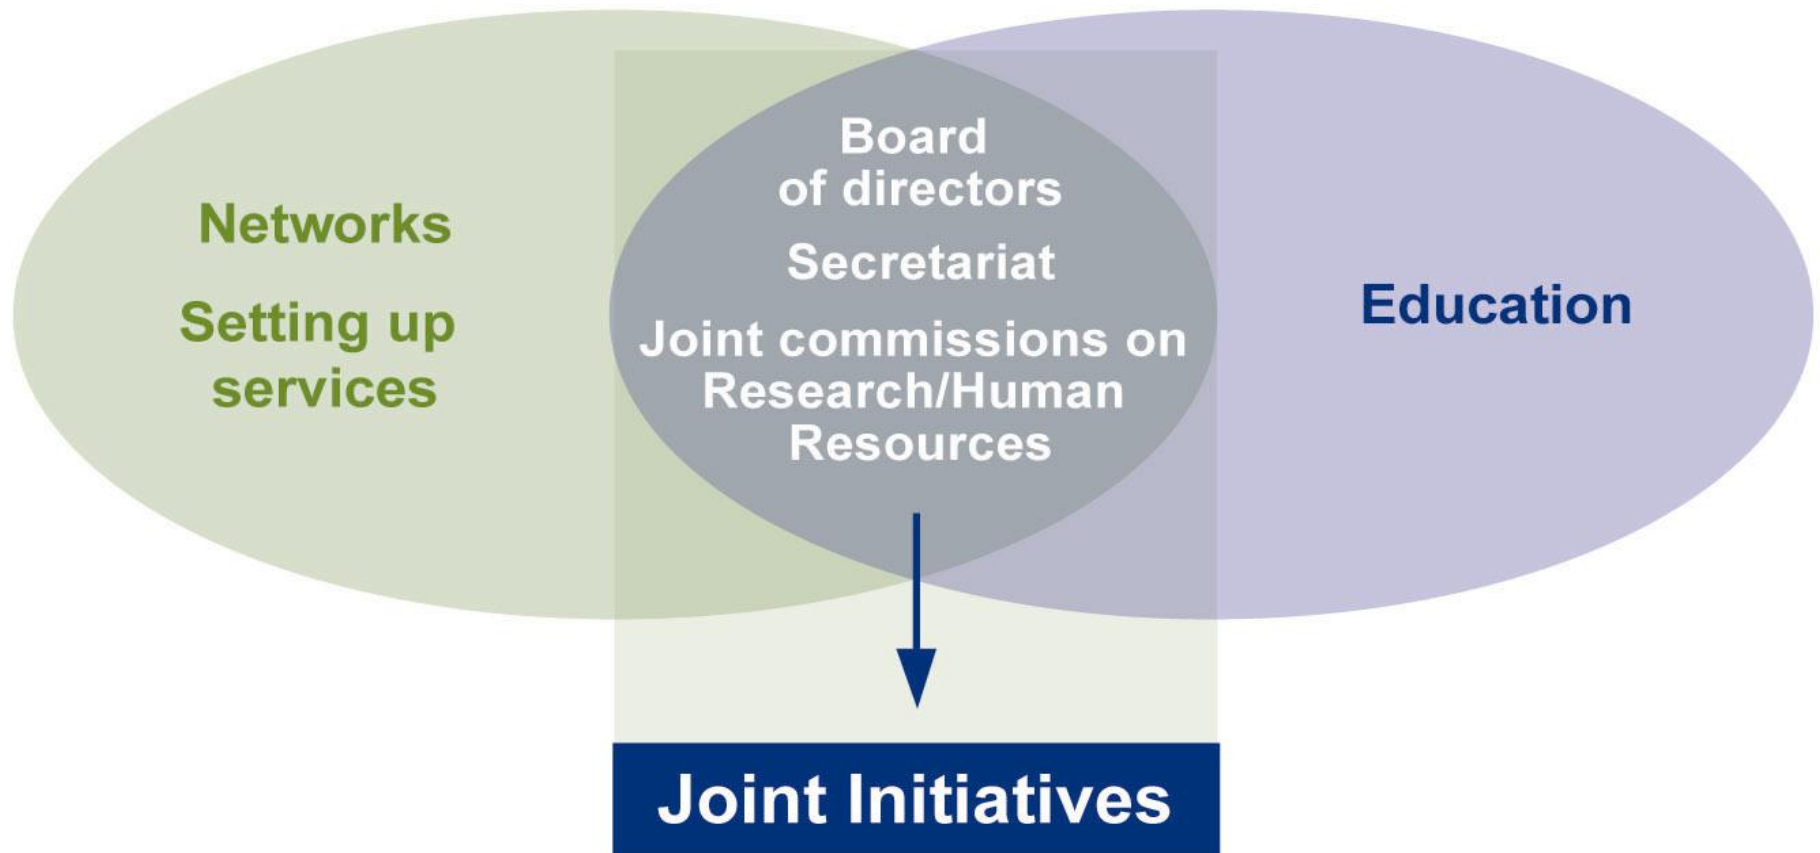 Networks
Setting up
services
Board
of directors
Secretariat
Joint commissions on
Research/Human
Resources
Education
Joint Initiatives